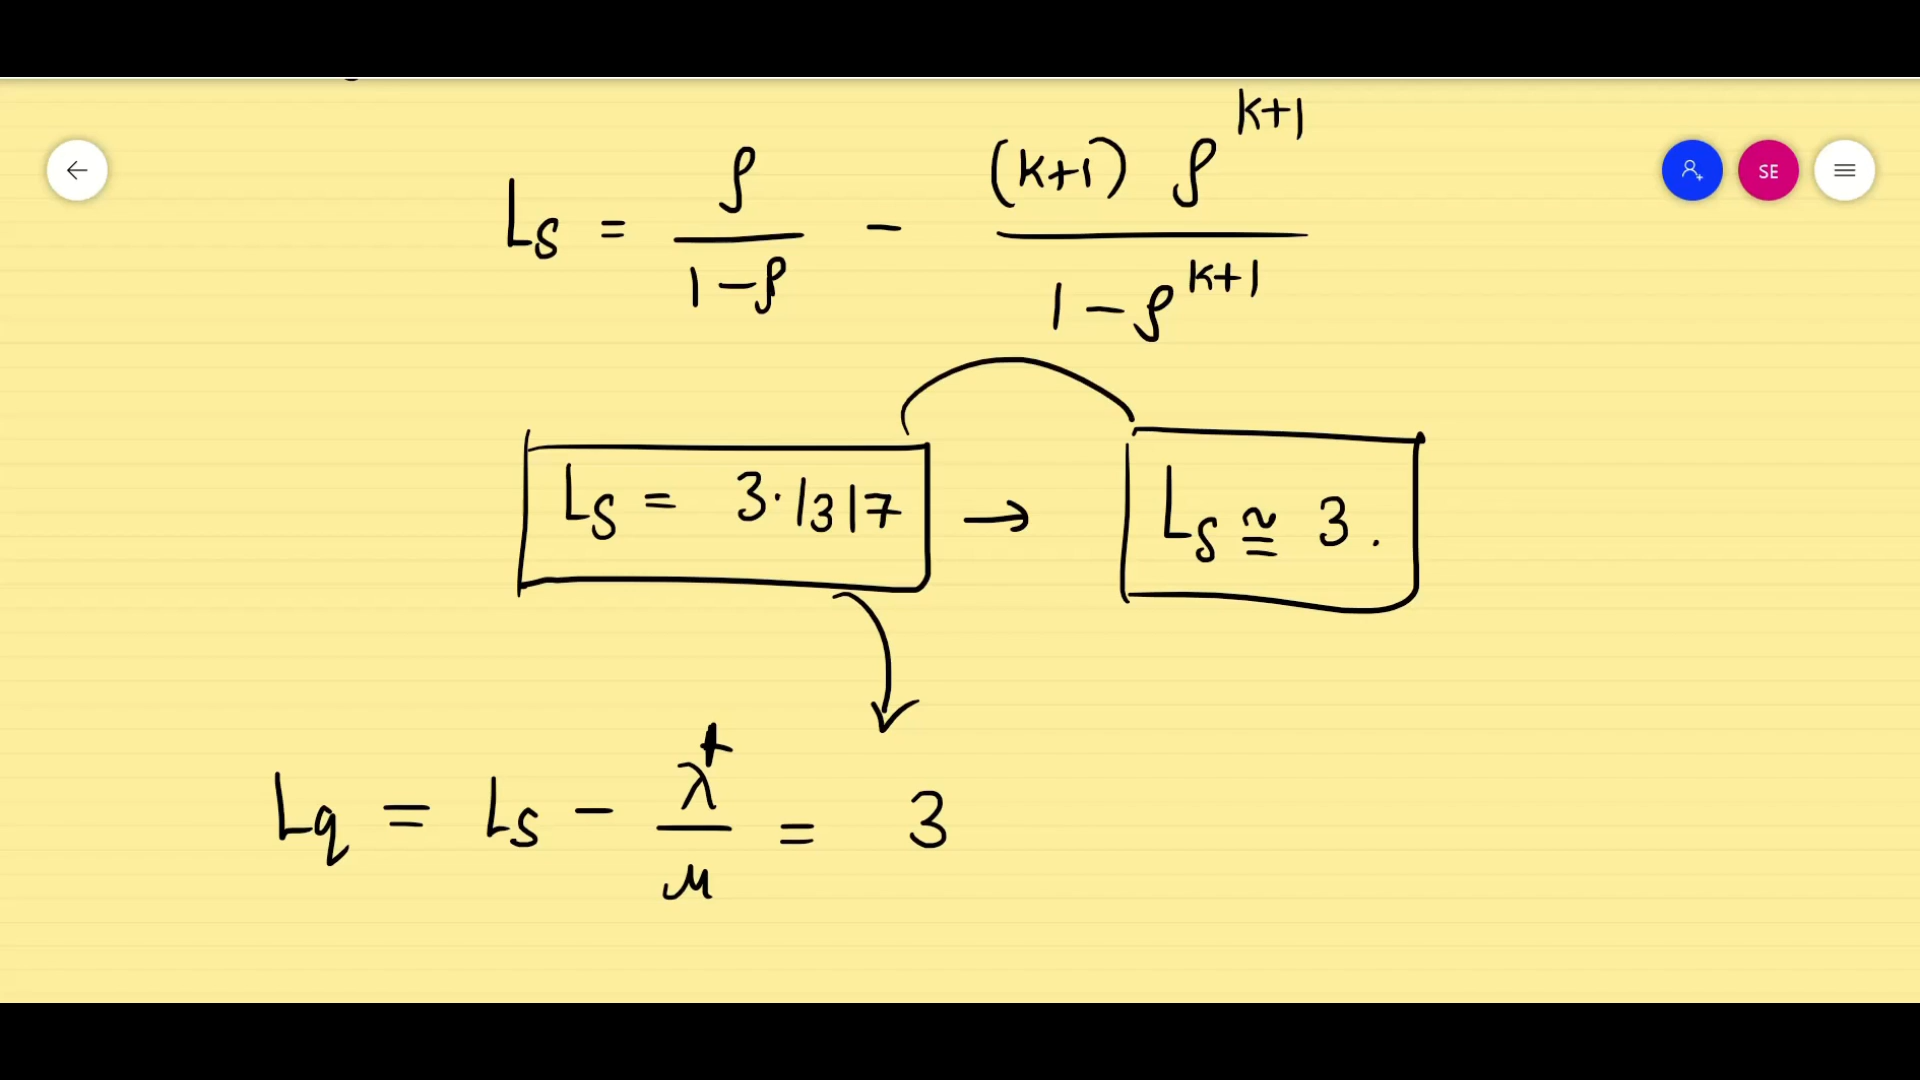 SE
Ls = ρ / (1-ρ) - (k+1) ρ^(k+1) / (1-ρ^(k+1))
Ls = 3.1317 → Ls ≅ 3.
Lq = Ls - λ^+ / μ = 3